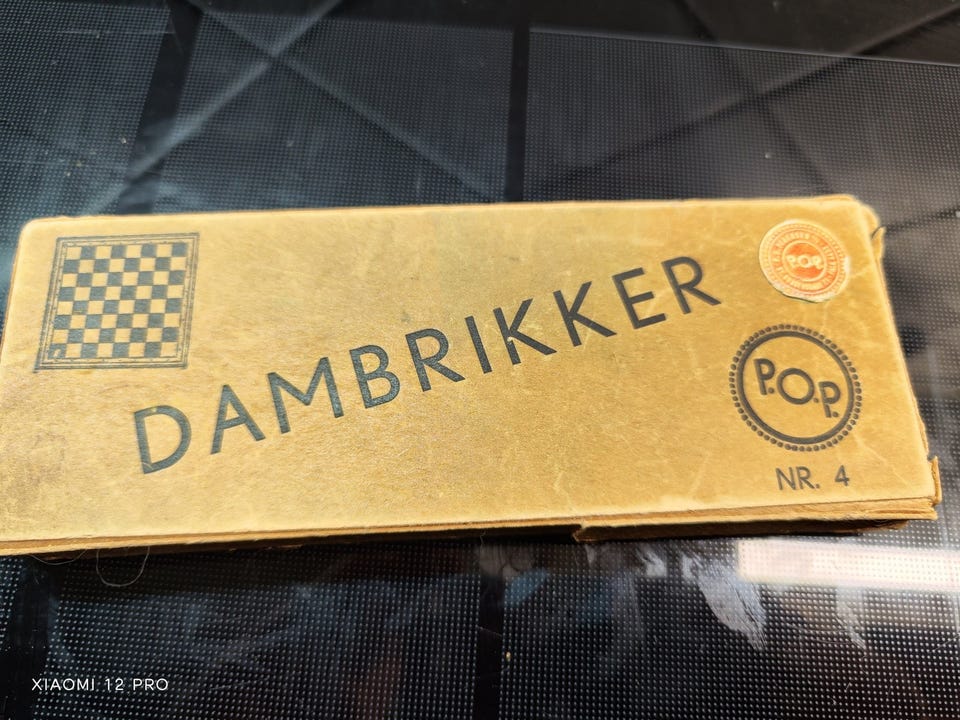 DAMBRIKKER
P.O.P.
P.O.P.
NR. 4
XIAOMI 12 PRO